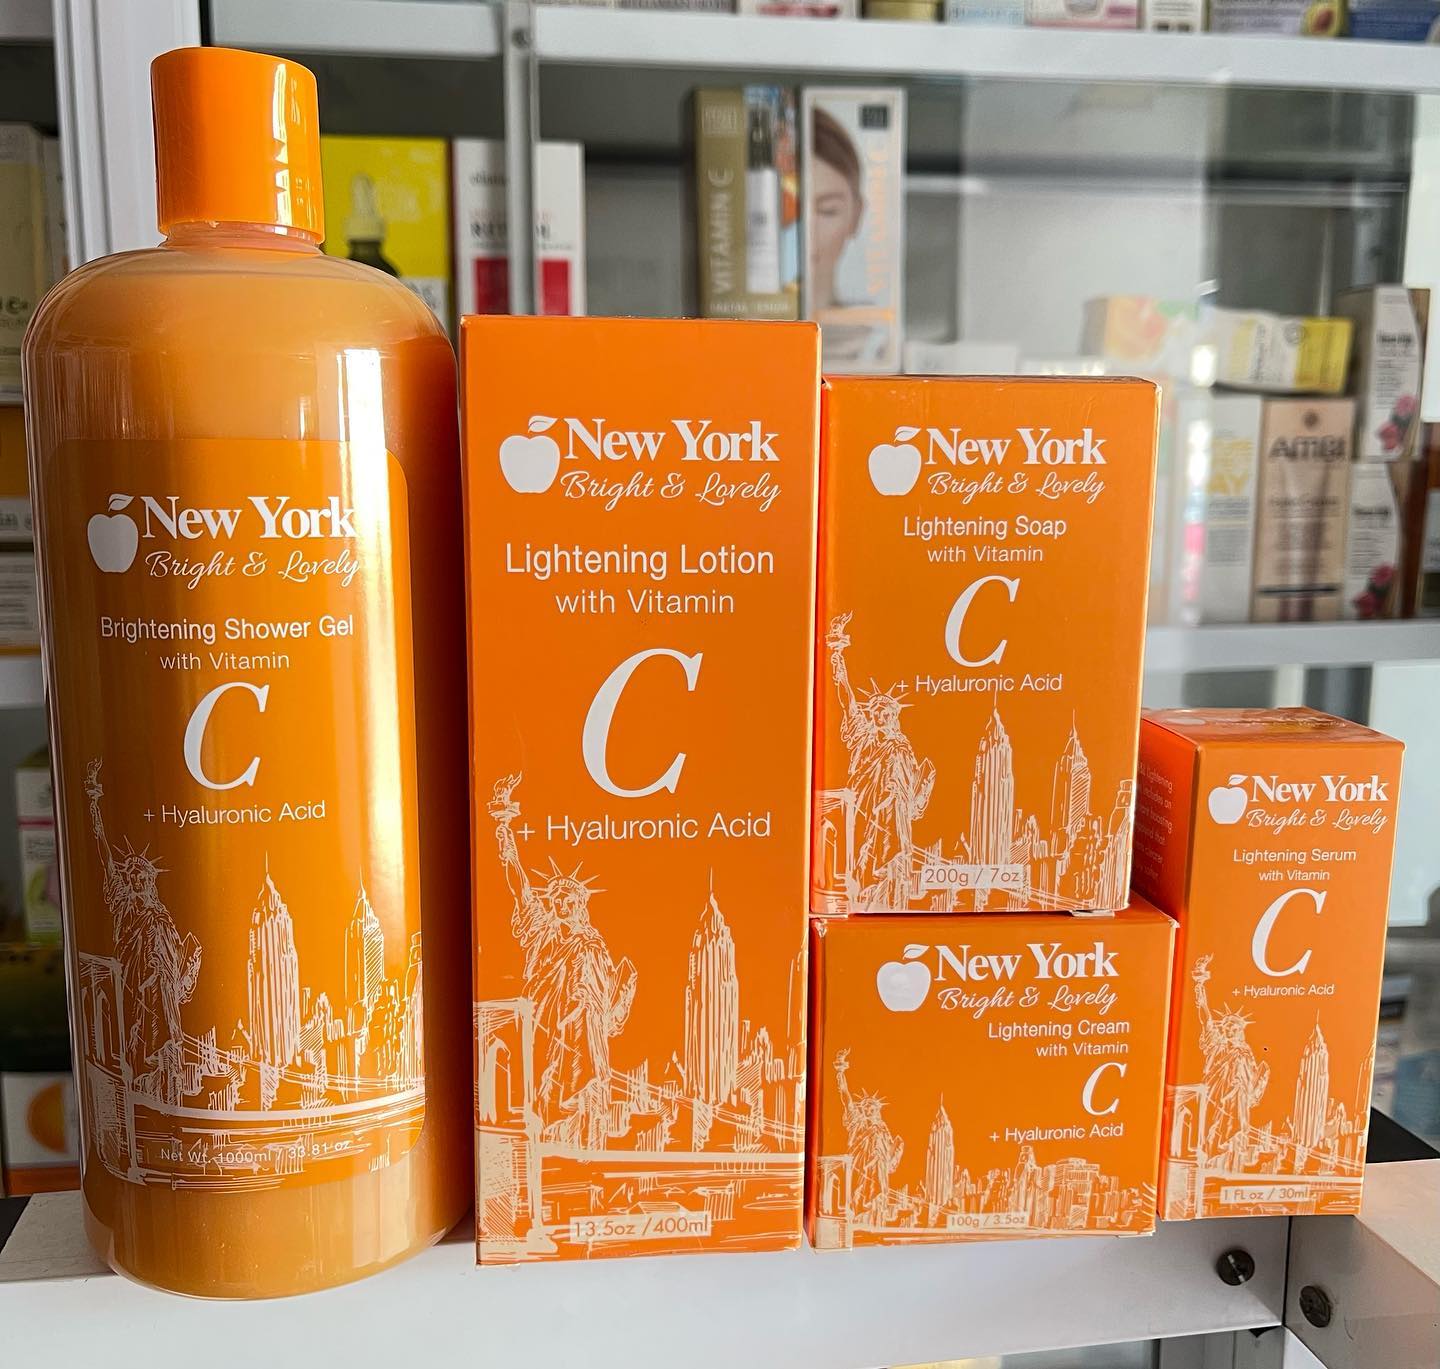 New York
Bright & Lovely
Brightening Shower Gel
with Vitamin
C
+ Hyaluronic Acid
Net Wt. 1000ml / 33.81 oz
New York
Bright & Lovely
Lightening Lotion
with Vitamin
C
+ Hyaluronic Acid
13.5oz /400ml
New York
Bright & Lovely
Lightening Soap
with Vitamin
C
+ Hyaluronic Acid
200g / 7oz
New York
Bright & Lovely
Lightening Cream
with Vitamin
C
+ Hyaluronic Acid
100g / 3.5oz
New York
Bright & Lovely
Lightening Serum
with Vitamin
C
+ Hyaluronic Acid
1 FL oz / 30ml
VITAMIN C
FACIAL SERUM
VITAMIN C
AMBI